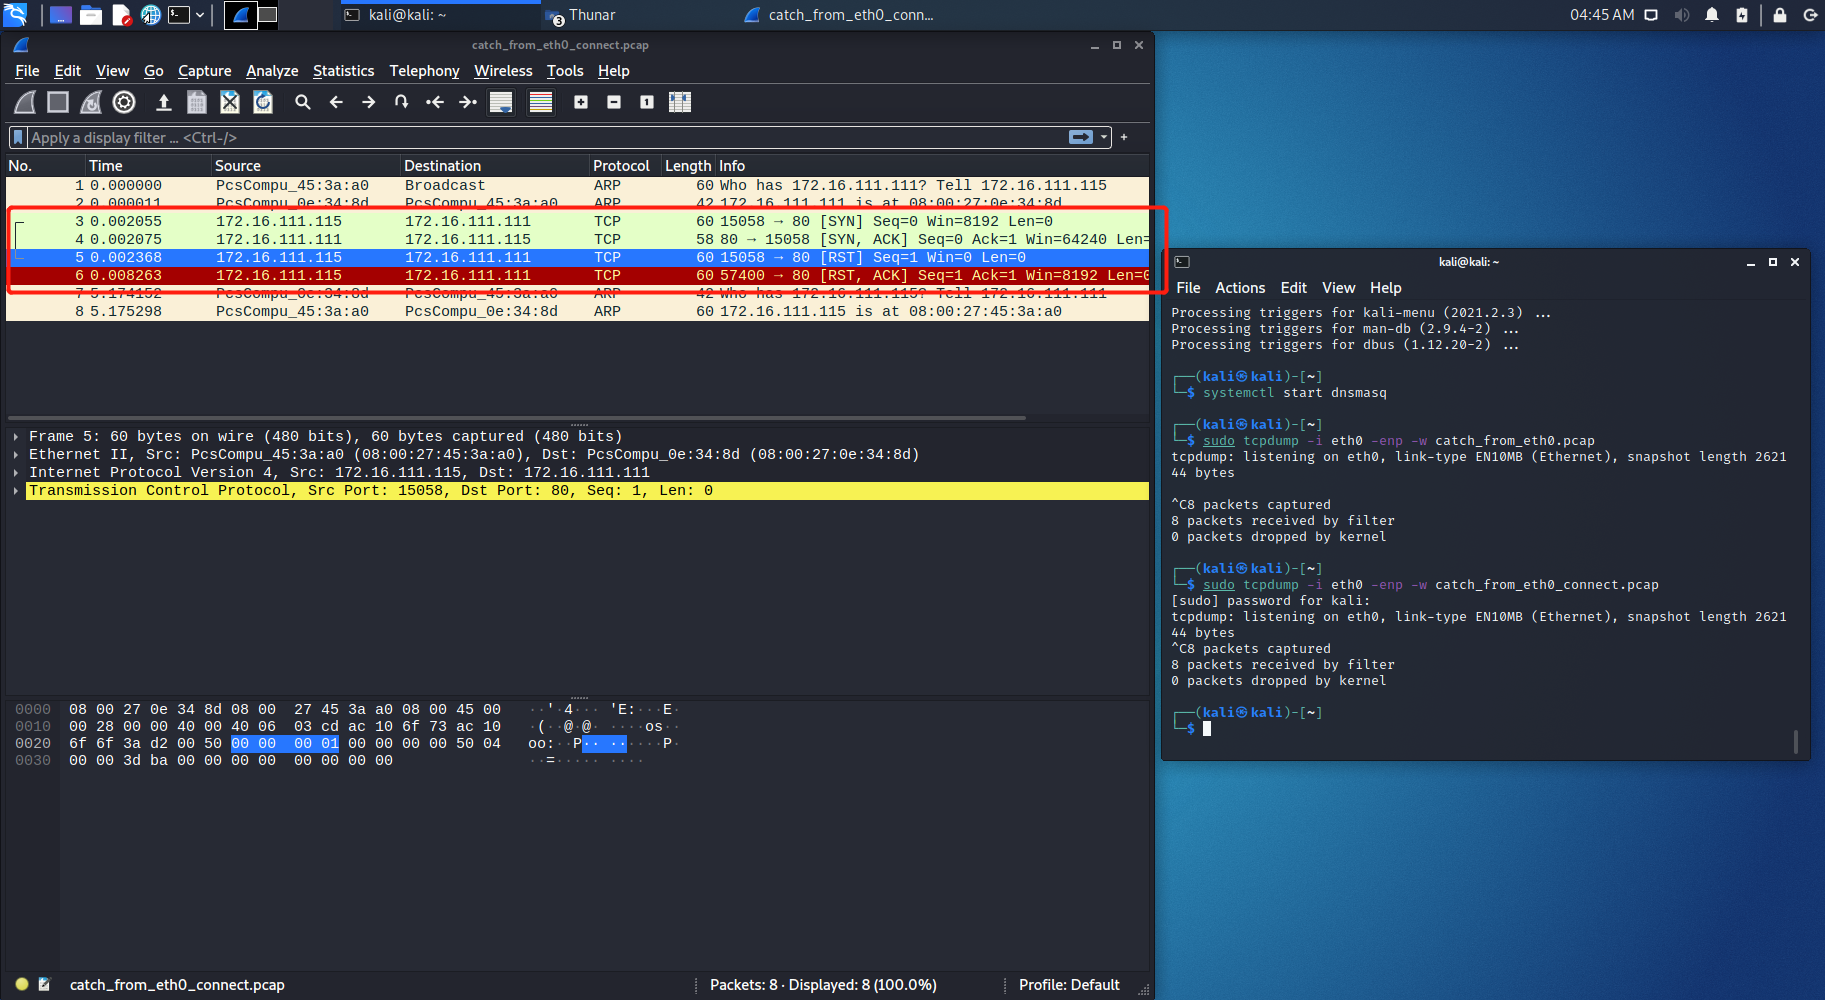 kali@kali: ~
3
Thunar
catch_from_eth0_conn...
04:45 AM
catch_from_eth0_connect.pcap
File Edit View Go Capture Analyze Statistics Telephony Wireless Tools Help
Apply a display filter ... <Ctrl-/>
No. Time Source Destination Protocol Length Info
1 0.000000 PcsCompu_45:3a:a0 Broadcast ARP 60 Who has 172.16.111.111? Tell 172.16.111.115
2 0.000011 PcsCompu_0e:34:8d PcsCompu_45:3a:a0 ARP 42 172.16.111.111 is at 08:00:27:0e:34:8d
3 0.002055 172.16.111.115 172.16.111.111 TCP 60 15058 → 80 [SYN] Seq=0 Win=8192 Len=0
4 0.002075 172.16.111.111 172.16.111.115 TCP 58 80 → 15058 [SYN, ACK] Seq=0 Ack=1 Win=64240 Len=
5 0.002368 172.16.111.115 172.16.111.111 TCP 60 15058 → 80 [RST] Seq=1 Win=0 Len=0
6 0.008263 172.16.111.115 172.16.111.111 TCP 60 57400 → 80 [RST, ACK] Seq=1 Ack=1 Win=8192 Len=0
7 5.174152 PcsCompu_0e:34:8d PcsCompu_45:3a:a0 ARP 42 Who has 172.16.111.115? Tell 172.16.111.111
8 5.175298 PcsCompu_45:3a:a0 PcsCompu_0e:34:8d ARP 60 172.16.111.115 is at 08:00:27:45:3a:a0
Frame 5: 60 bytes on wire (480 bits), 60 bytes captured (480 bits)
Ethernet II, Src: PcsCompu_45:3a:a0 (08:00:27:45:3a:a0), Dst: PcsCompu_0e:34:8d (08:00:27:0e:34:8d)
Internet Protocol Version 4, Src: 172.16.111.115, Dst: 172.16.111.111
Transmission Control Protocol, Src Port: 15058, Dst Port: 80, Seq: 1, Len: 0
0000 08 00 27 0e 34 8d 08 00 27 45 3a a0 08 00 45 00 ··'·4··· 'E:···E·
0010 00 28 00 00 40 00 40 06 03 cd ac 10 6f 73 ac 10 ·(··@·@· ····os··
0020 6f 6f 3a d2 00 50 00 00 00 01 00 00 00 00 50 04 oo:··P·· ······P·
0030 00 00 3d ba 00 00 00 00 00 00 00 00 ··=····· ····
catch_from_eth0_connect.pcap
Packets: 8 · Displayed: 8 (100.0%)
Profile: Default
kali@kali: ~
File Actions Edit View Help
Processing triggers for kali-menu (2021.2.3) ...
Processing triggers for man-db (2.9.4-2) ...
Processing triggers for dbus (1.12.20-2) ...
┌──(kali㉿kali)-[~]
└─$ systemctl start dnsmasq
┌──(kali㉿kali)-[~]
└─$ sudo tcpdump -i eth0 -enp -w catch_from_eth0.pcap
tcpdump: listening on eth0, link-type EN10MB (Ethernet), snapshot length 2621
44 bytes
^C8 packets captured
8 packets received by filter
0 packets dropped by kernel
┌──(kali㉿kali)-[~]
└─$ sudo tcpdump -i eth0 -enp -w catch_from_eth0_connect.pcap
[sudo] password for kali:
tcpdump: listening on eth0, link-type EN10MB (Ethernet), snapshot length 2621
44 bytes
^C8 packets captured
8 packets received by filter
0 packets dropped by kernel
┌──(kali㉿kali)-[~]
└─$